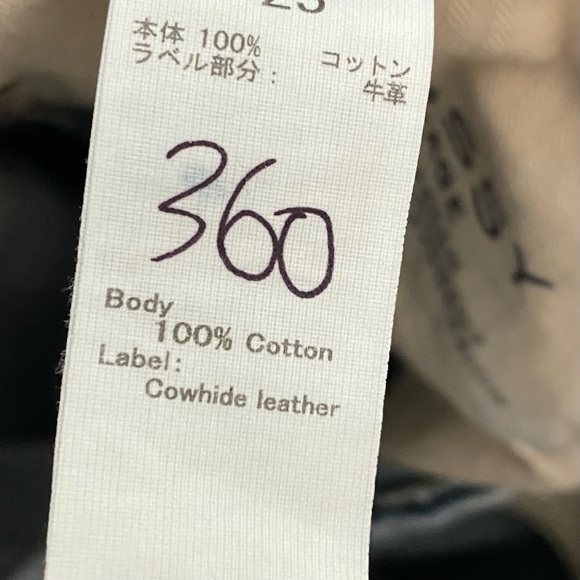 本体 100% コットン
ラベル部分: 牛革
360
Body
100% Cotton
Label:
Cowhide leather